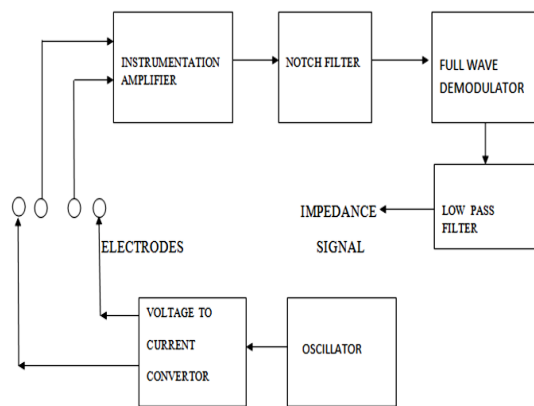 INSTRUMENTATION
AMPLIFIER
NOTCH FILTER
FULL WAVE
DEMODULATOR
LOW PASS
FILTER
IMPEDANCE
SIGNAL
ELECTRODES
VOLTAGE TO
CURRENT
CONVERTOR
OSCILLATOR